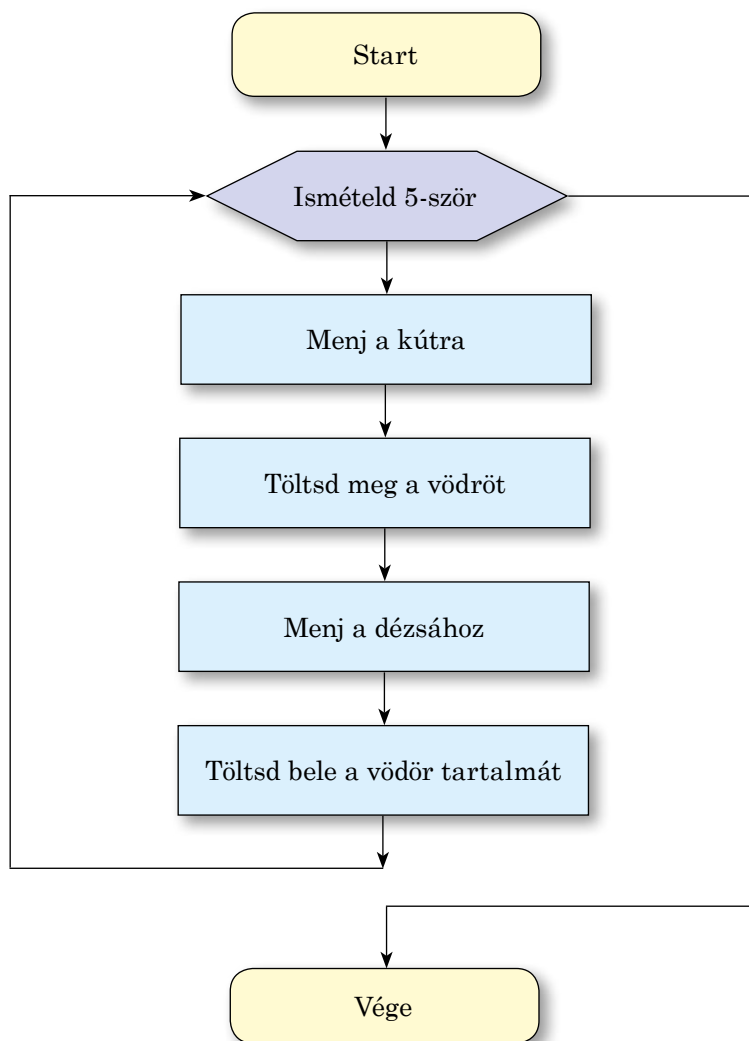 Start
Ismételd 5-ször
Menj a kútra
Töltsd meg a vödröt
Menj a dézsához
Töltsd bele a vödör tartalmát
Vége